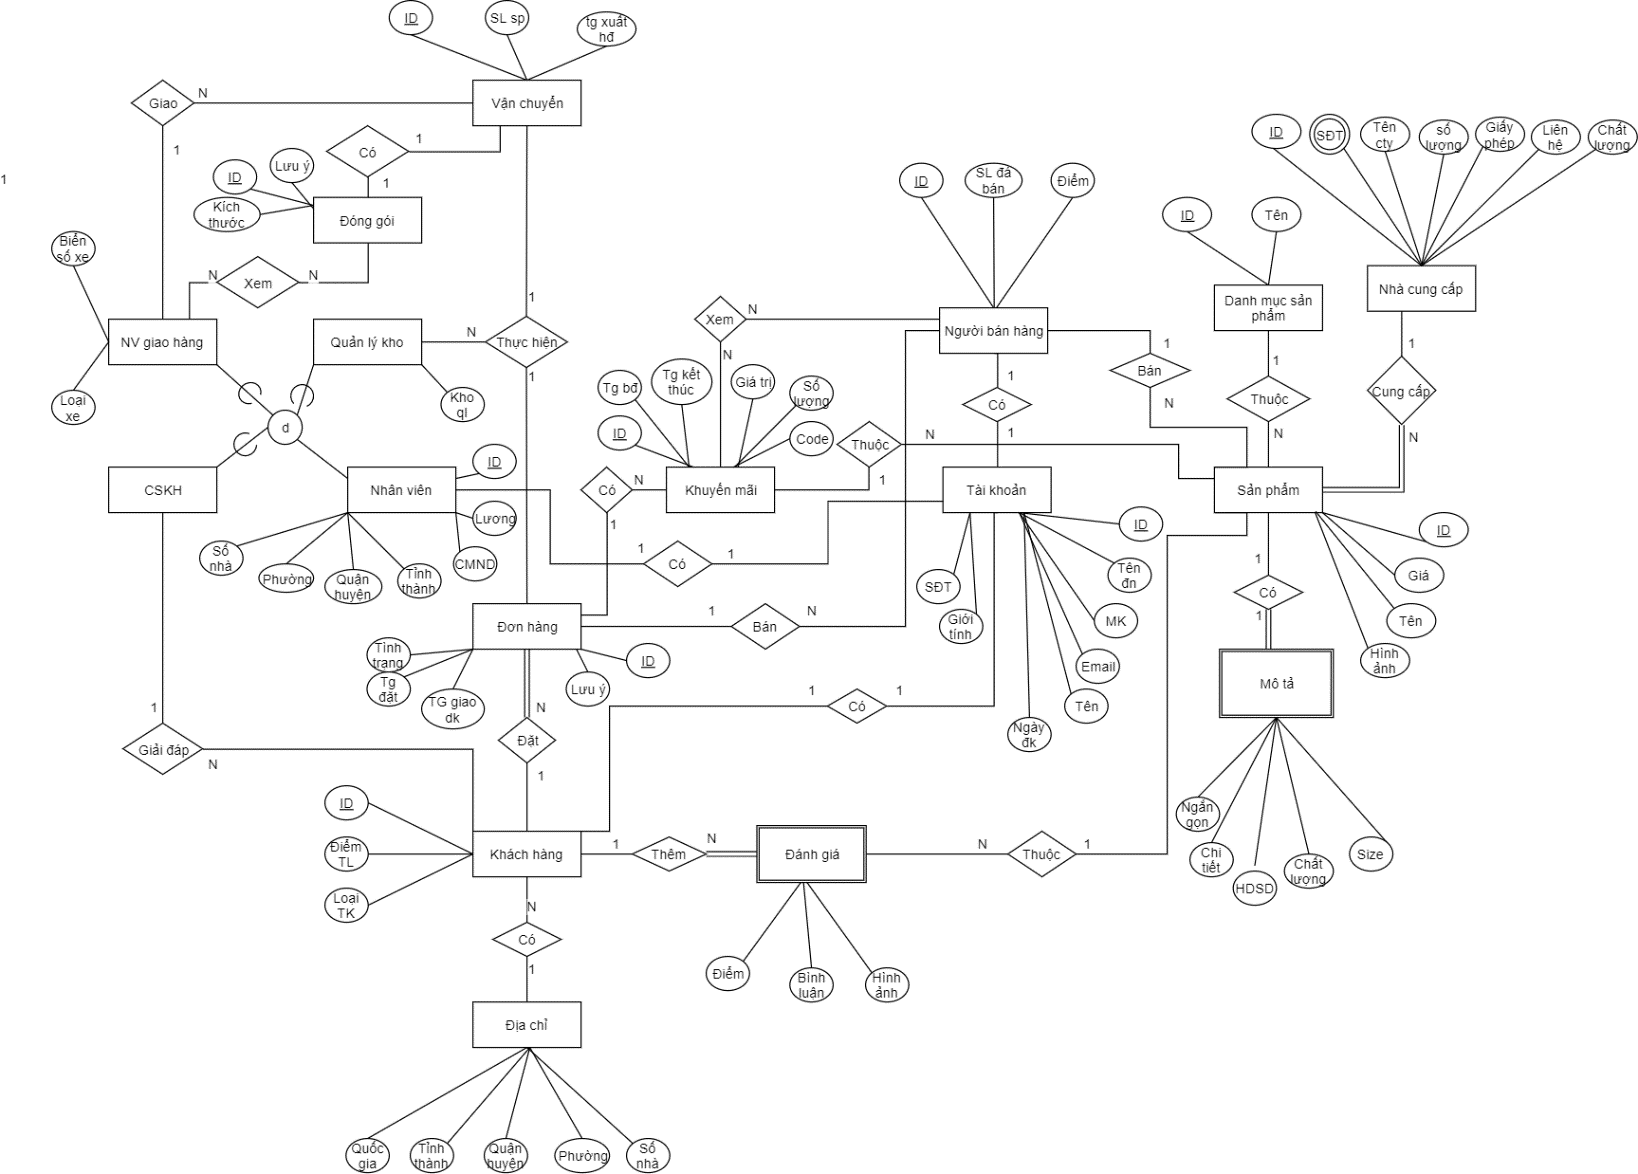 ID
SL sp
tg xuất
hđ
Giao
N
Vận chuyển
1
Có
1
1
1
ID
Lưu ý
Kích
thước
Đóng gói
Biển
số xe
N
Xem
N
NV giao hàng
Quản lý kho
N
1
Thực hiện
1
Loại
xe
Kho
ql
d
CSKH
Nhân viên
ID
Lương
CMND
Số
nhà
Phường
Quận
huyện
Tỉnh
thành
ID
SL đã
bán
Điểm
Xem
N
N
Người bán hàng
1
Có
1
1
Bán
N
ID
Tên
Danh mục sản
phẩm
1
Thuộc
N
ID
SĐT
Tên
cty
số
lượng
Giấy
phép
Liên
hệ
Chất
lượng
Nhà cung cấp
1
Cung cấp
N
Tg bđ
Tg kết
thúc
Giá trị
Số
lượng
ID
Code
Thuộc
N
1
Có
N
1
Khuyến mãi
Tài khoản
Sản phẩm
1
Có
1
SĐT
Giới
tính
ID
Tên
đn
MK
Email
Tên
Ngày
đk
ID
Giá
Tên
Hình
ảnh
1
Có
1
Mô tả
Ngắn
gọn
Chi
tiết
HDSD
Chất
lượng
Size
Đơn hàng
1
Bán
N
Tình
trạng
Tg
đặt
TG giao
dk
Lưu ý
ID
N
Đặt
1
1
Có
1
1
Giải đáp
N
ID
Điểm
TL
Loại
TK
Khách hàng
1
Thêm
N
Đánh giá
N
Thuộc
1
Điểm
Bình
luận
Hình
ảnh
N
Có
1
Địa chỉ
Quốc
gia
Tỉnh
thành
Quận
huyện
Phường
Số
nhà